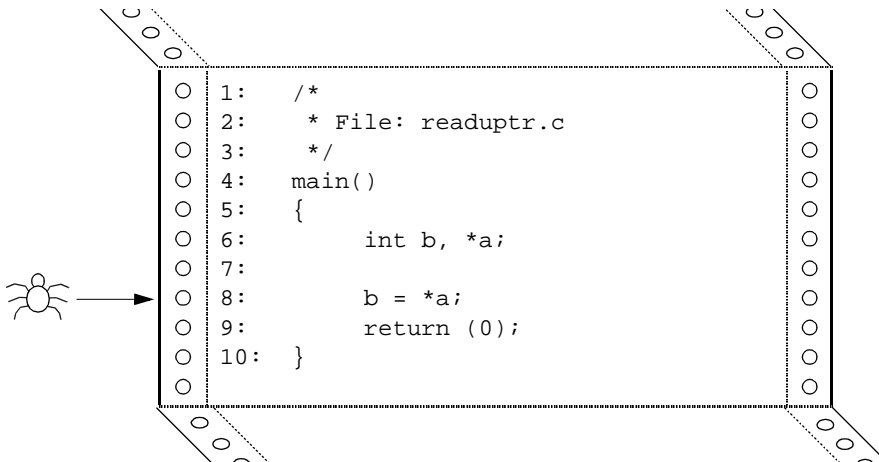 1: /*
2: * File: readuptr.c
3: */
4: main()
5: {
6: int b, *a;
7:
8: b = *a;
9: return (0);
10: }